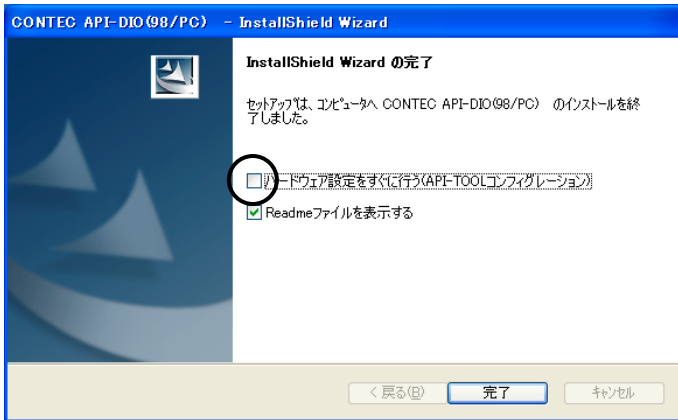 CONTEC API-DIO(98/PC) - InstallShield Wizard
InstallShield Wizard の完了
セットアップは、コンピュータへ CONTEC API-DIO(98/PC) のインストールを終
了しました。
ハードウェア設定をすぐに行う(API-TOOLコンフィグレーション)
Readmeファイルを表示する
< 戻る(B) 完了 キャンセル